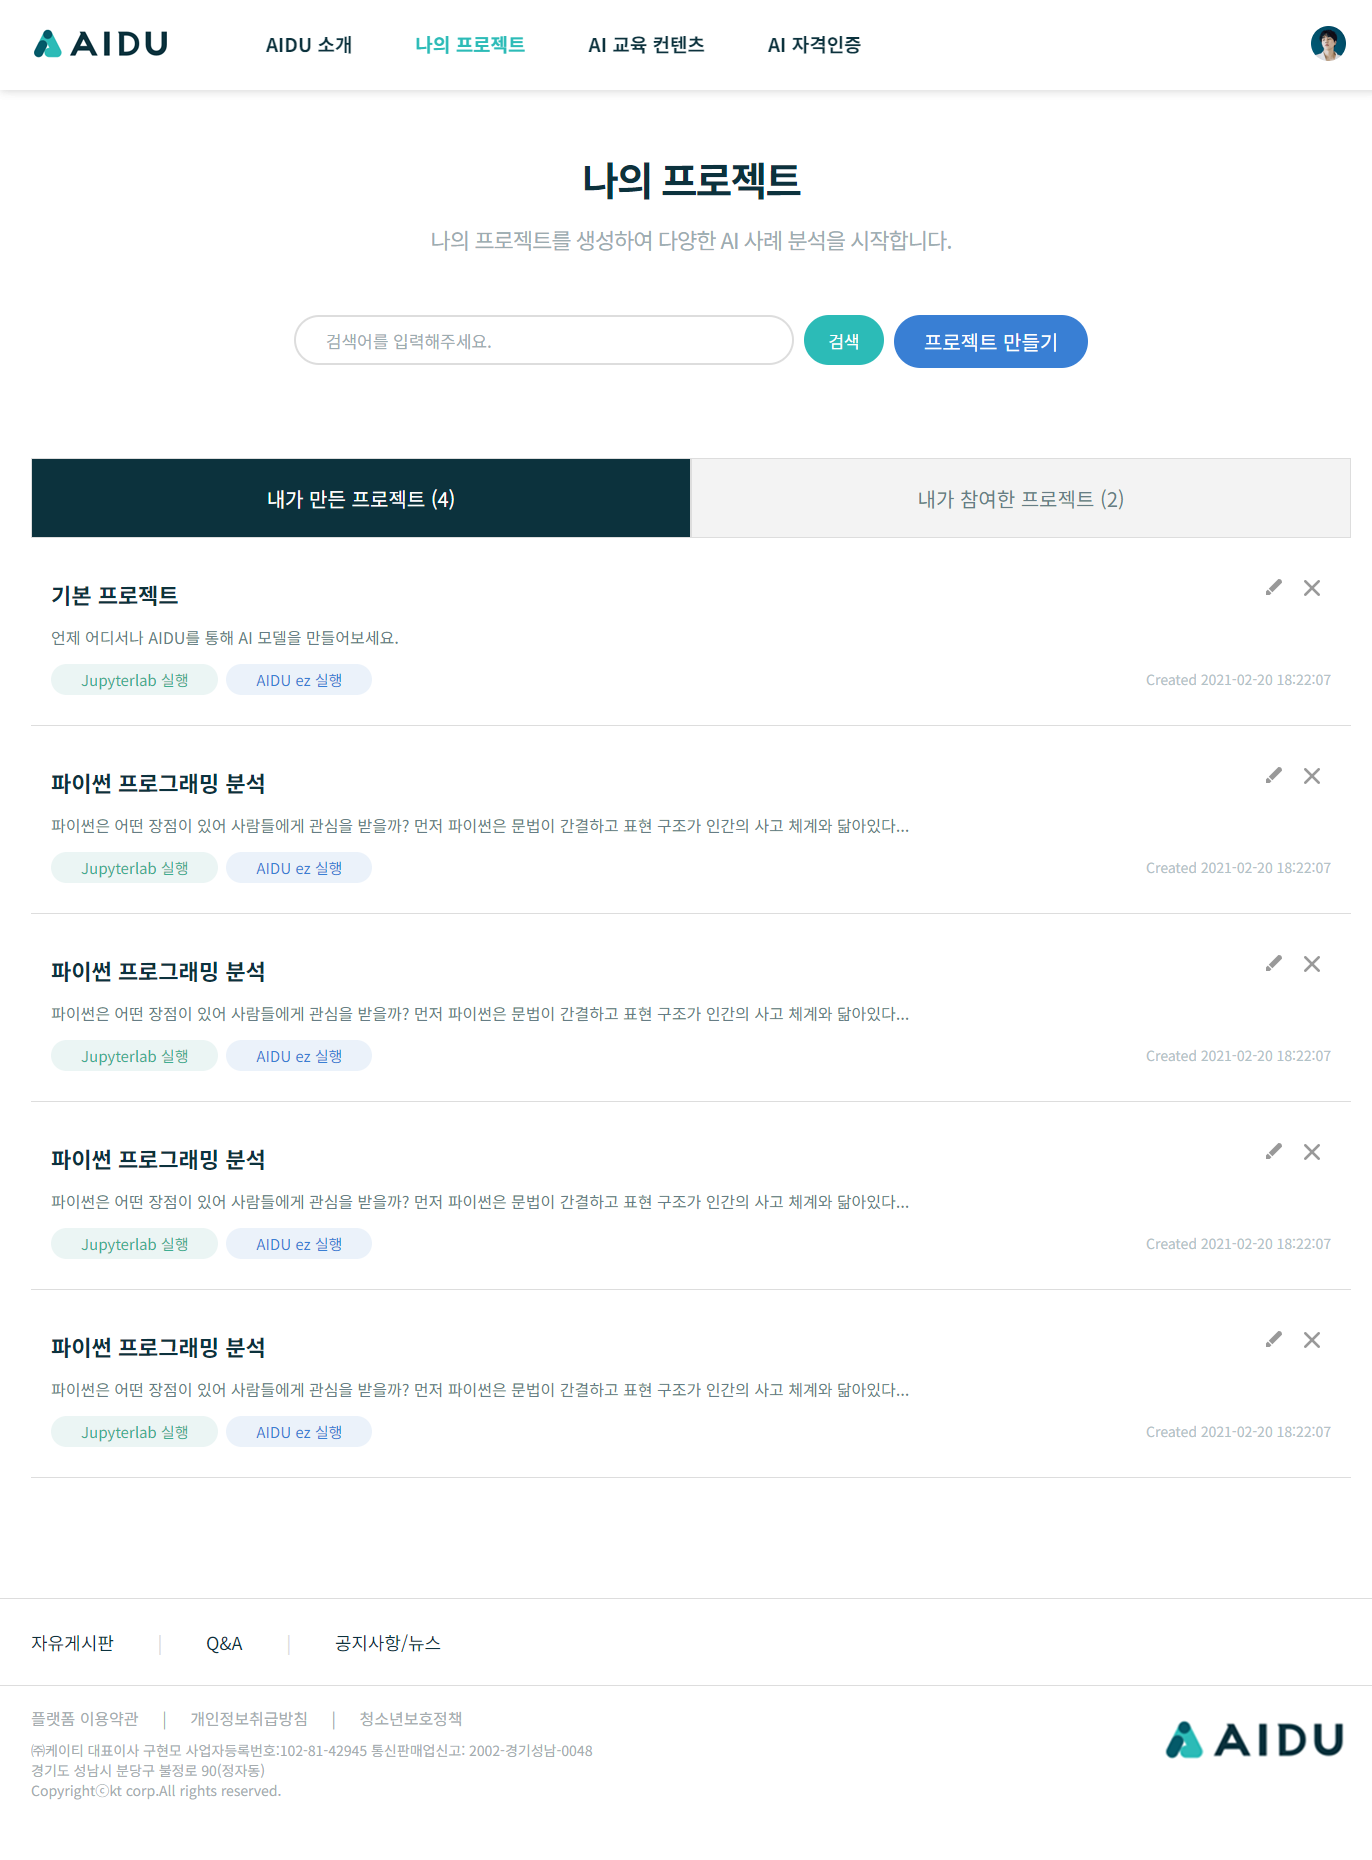 AIDU
AIDU 소개
나의 프로젝트
AI 교육 컨텐츠
AI 자격인증
나의 프로젝트
나의 프로젝트를 생성하여 다양한 AI 사례 분석을 시작합니다.
검색어를 입력해주세요.
검색
프로젝트 만들기
내가 만든 프로젝트 (4)
내가 참여한 프로젝트 (2)
기본 프로젝트
언제 어디서나 AIDU를 통해 AI 모델을 만들어보세요.
Jupyterlab 실행
AIDU ez 실행
Created 2021-02-20 18:22:07
파이썬 프로그래밍 분석
파이썬은 어떤 장점이 있어 사람들에게 관심을 받을까? 먼저 파이썬은 문법이 간결하고 표현 구조가 인간의 사고 체계와 닮아있다...
Jupyterlab 실행
AIDU ez 실행
Created 2021-02-20 18:22:07
파이썬 프로그래밍 분석
파이썬은 어떤 장점이 있어 사람들에게 관심을 받을까? 먼저 파이썬은 문법이 간결하고 표현 구조가 인간의 사고 체계와 닮아있다...
Jupyterlab 실행
AIDU ez 실행
Created 2021-02-20 18:22:07
파이썬 프로그래밍 분석
파이썬은 어떤 장점이 있어 사람들에게 관심을 받을까? 먼저 파이썬은 문법이 간결하고 표현 구조가 인간의 사고 체계와 닮아있다...
Jupyterlab 실행
AIDU ez 실행
Created 2021-02-20 18:22:07
파이썬 프로그래밍 분석
파이썬은 어떤 장점이 있어 사람들에게 관심을 받을까? 먼저 파이썬은 문법이 간결하고 표현 구조가 인간의 사고 체계와 닮아있다...
Jupyterlab 실행
AIDU ez 실행
Created 2021-02-20 18:22:07
자유게시판 | Q&A | 공지사항/뉴스
플랫폼 이용약관 | 개인정보취급방침 | 청소년보호정책
㈜케이티 대표이사 구현모 사업자등록번호:102-81-42945 통신판매업신고: 2002-경기성남-0048
경기도 성남시 분당구 불정로 90(정자동)
Copyrightⓒkt corp.All rights reserved.
AIDU